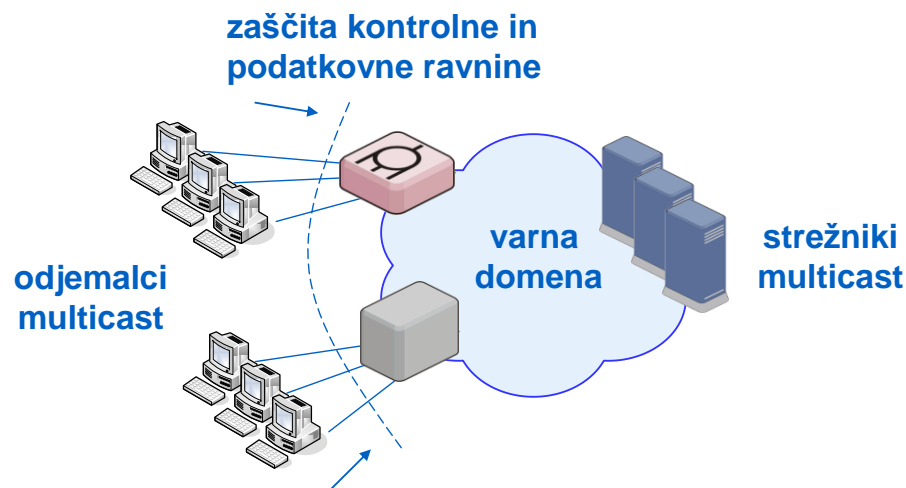 zaščita kontrolne in
podatkovne ravnine
odjemalci
multicast
varna
domena
strežniki
multicast